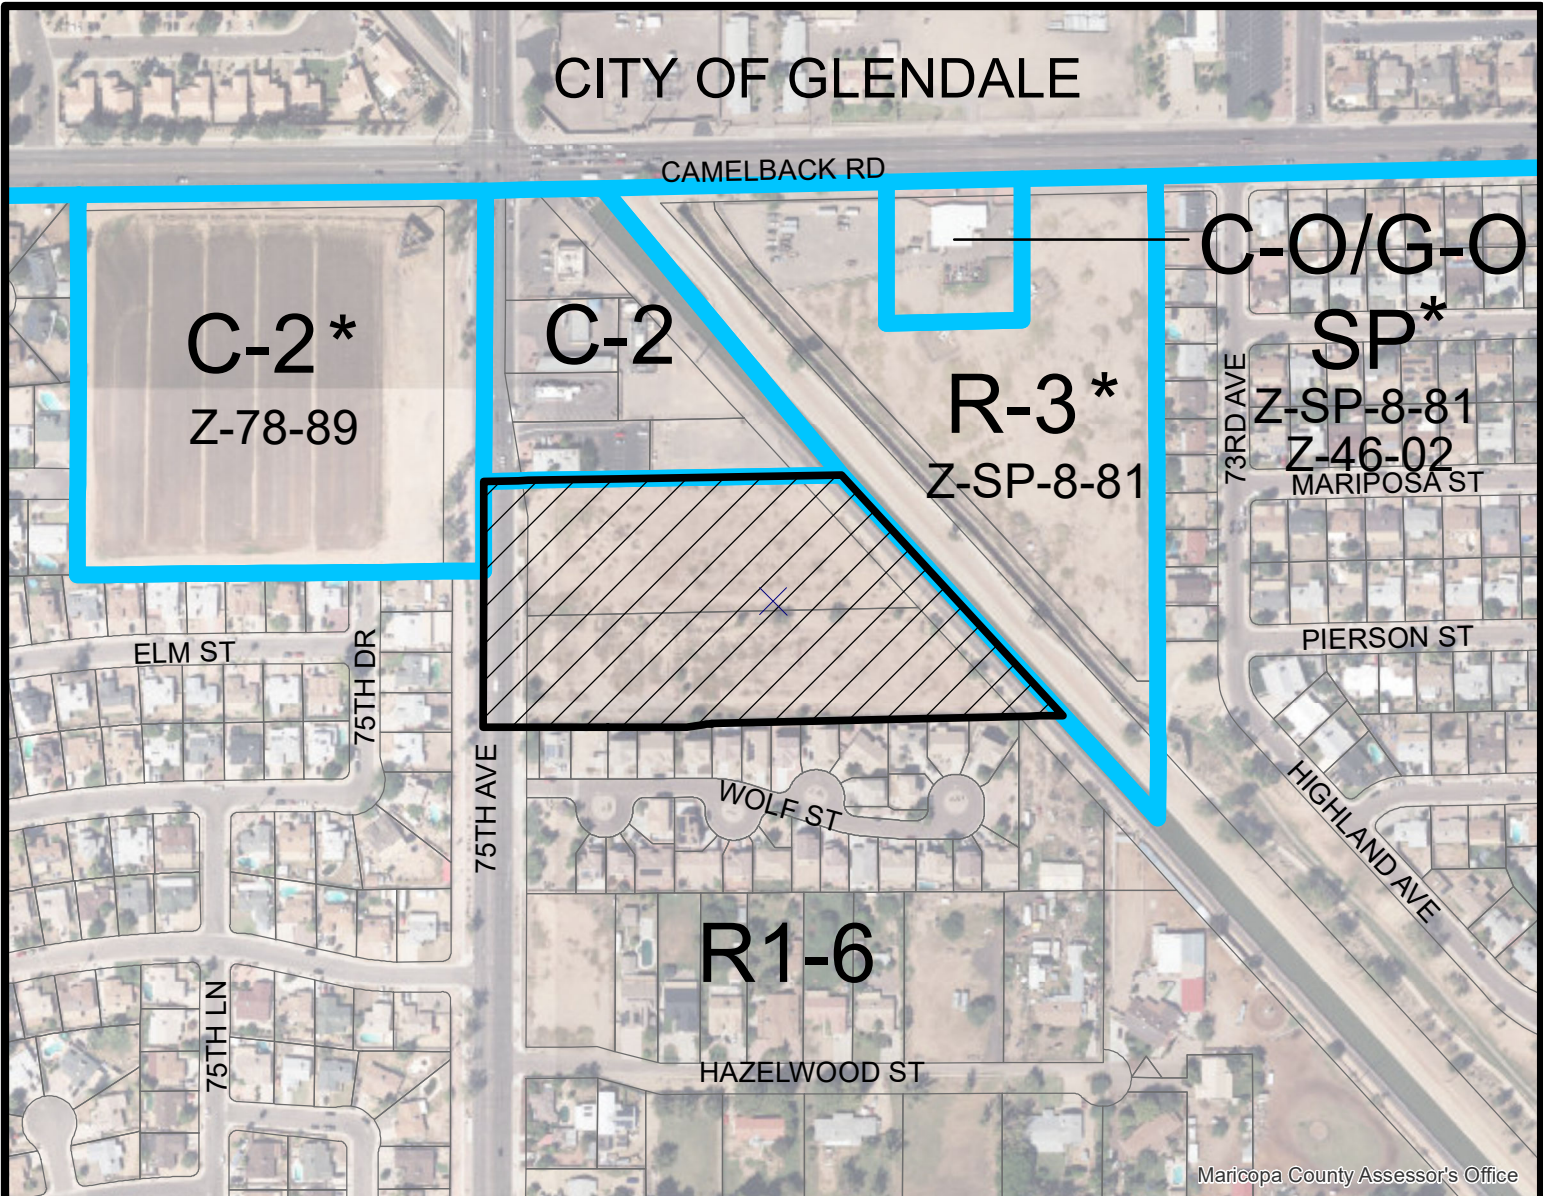 CITY OF GLENDALE
CAMELBACK RD
C-O/G-O
SP*
Z-SP-8-81
Z-46-02
C-2*
Z-78-89
C-2
R-3*
Z-SP-8-81
73RD AVE
MARIPOSA ST
PIERSON ST
ELM ST
75TH DR
75TH AVE
WOLF ST
HIGHLAND AVE
R1-6
75TH LN
HAZELWOOD ST
Maricopa County Assessor's Office